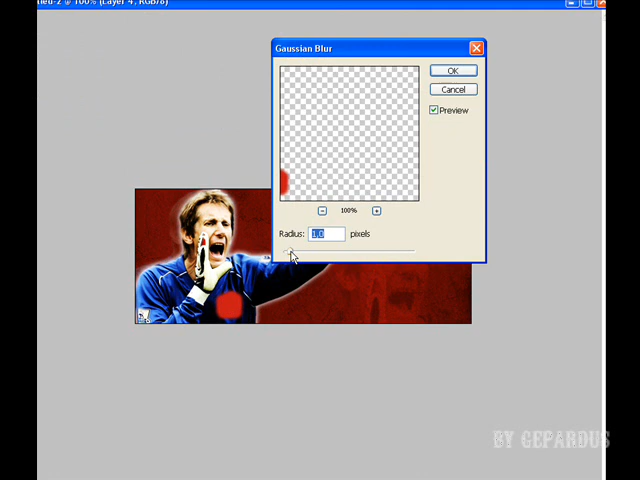 tled-2 @ 100% (Layer 4, RGB/8)
Gaussian Blur
OK
Cancel
Preview
100%
Radius: 1,0 pixels
BY GEPARDUS